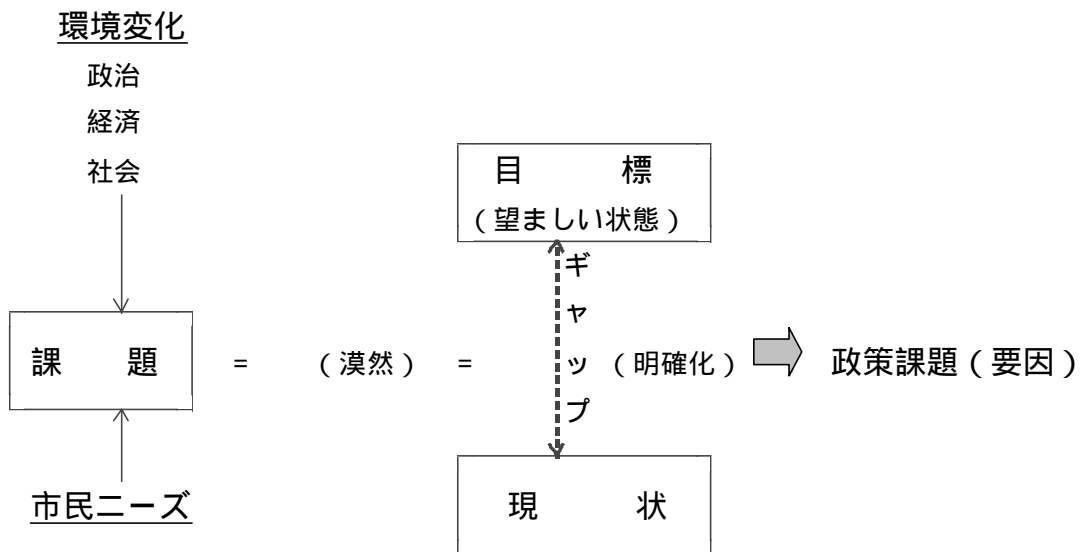 環境変化
政治
経済
社会
目 標
(望ましい状態)
ギャップ
課 題 = (漠然) = (明確化) 政策課題(要因)
市民ニーズ
現 状